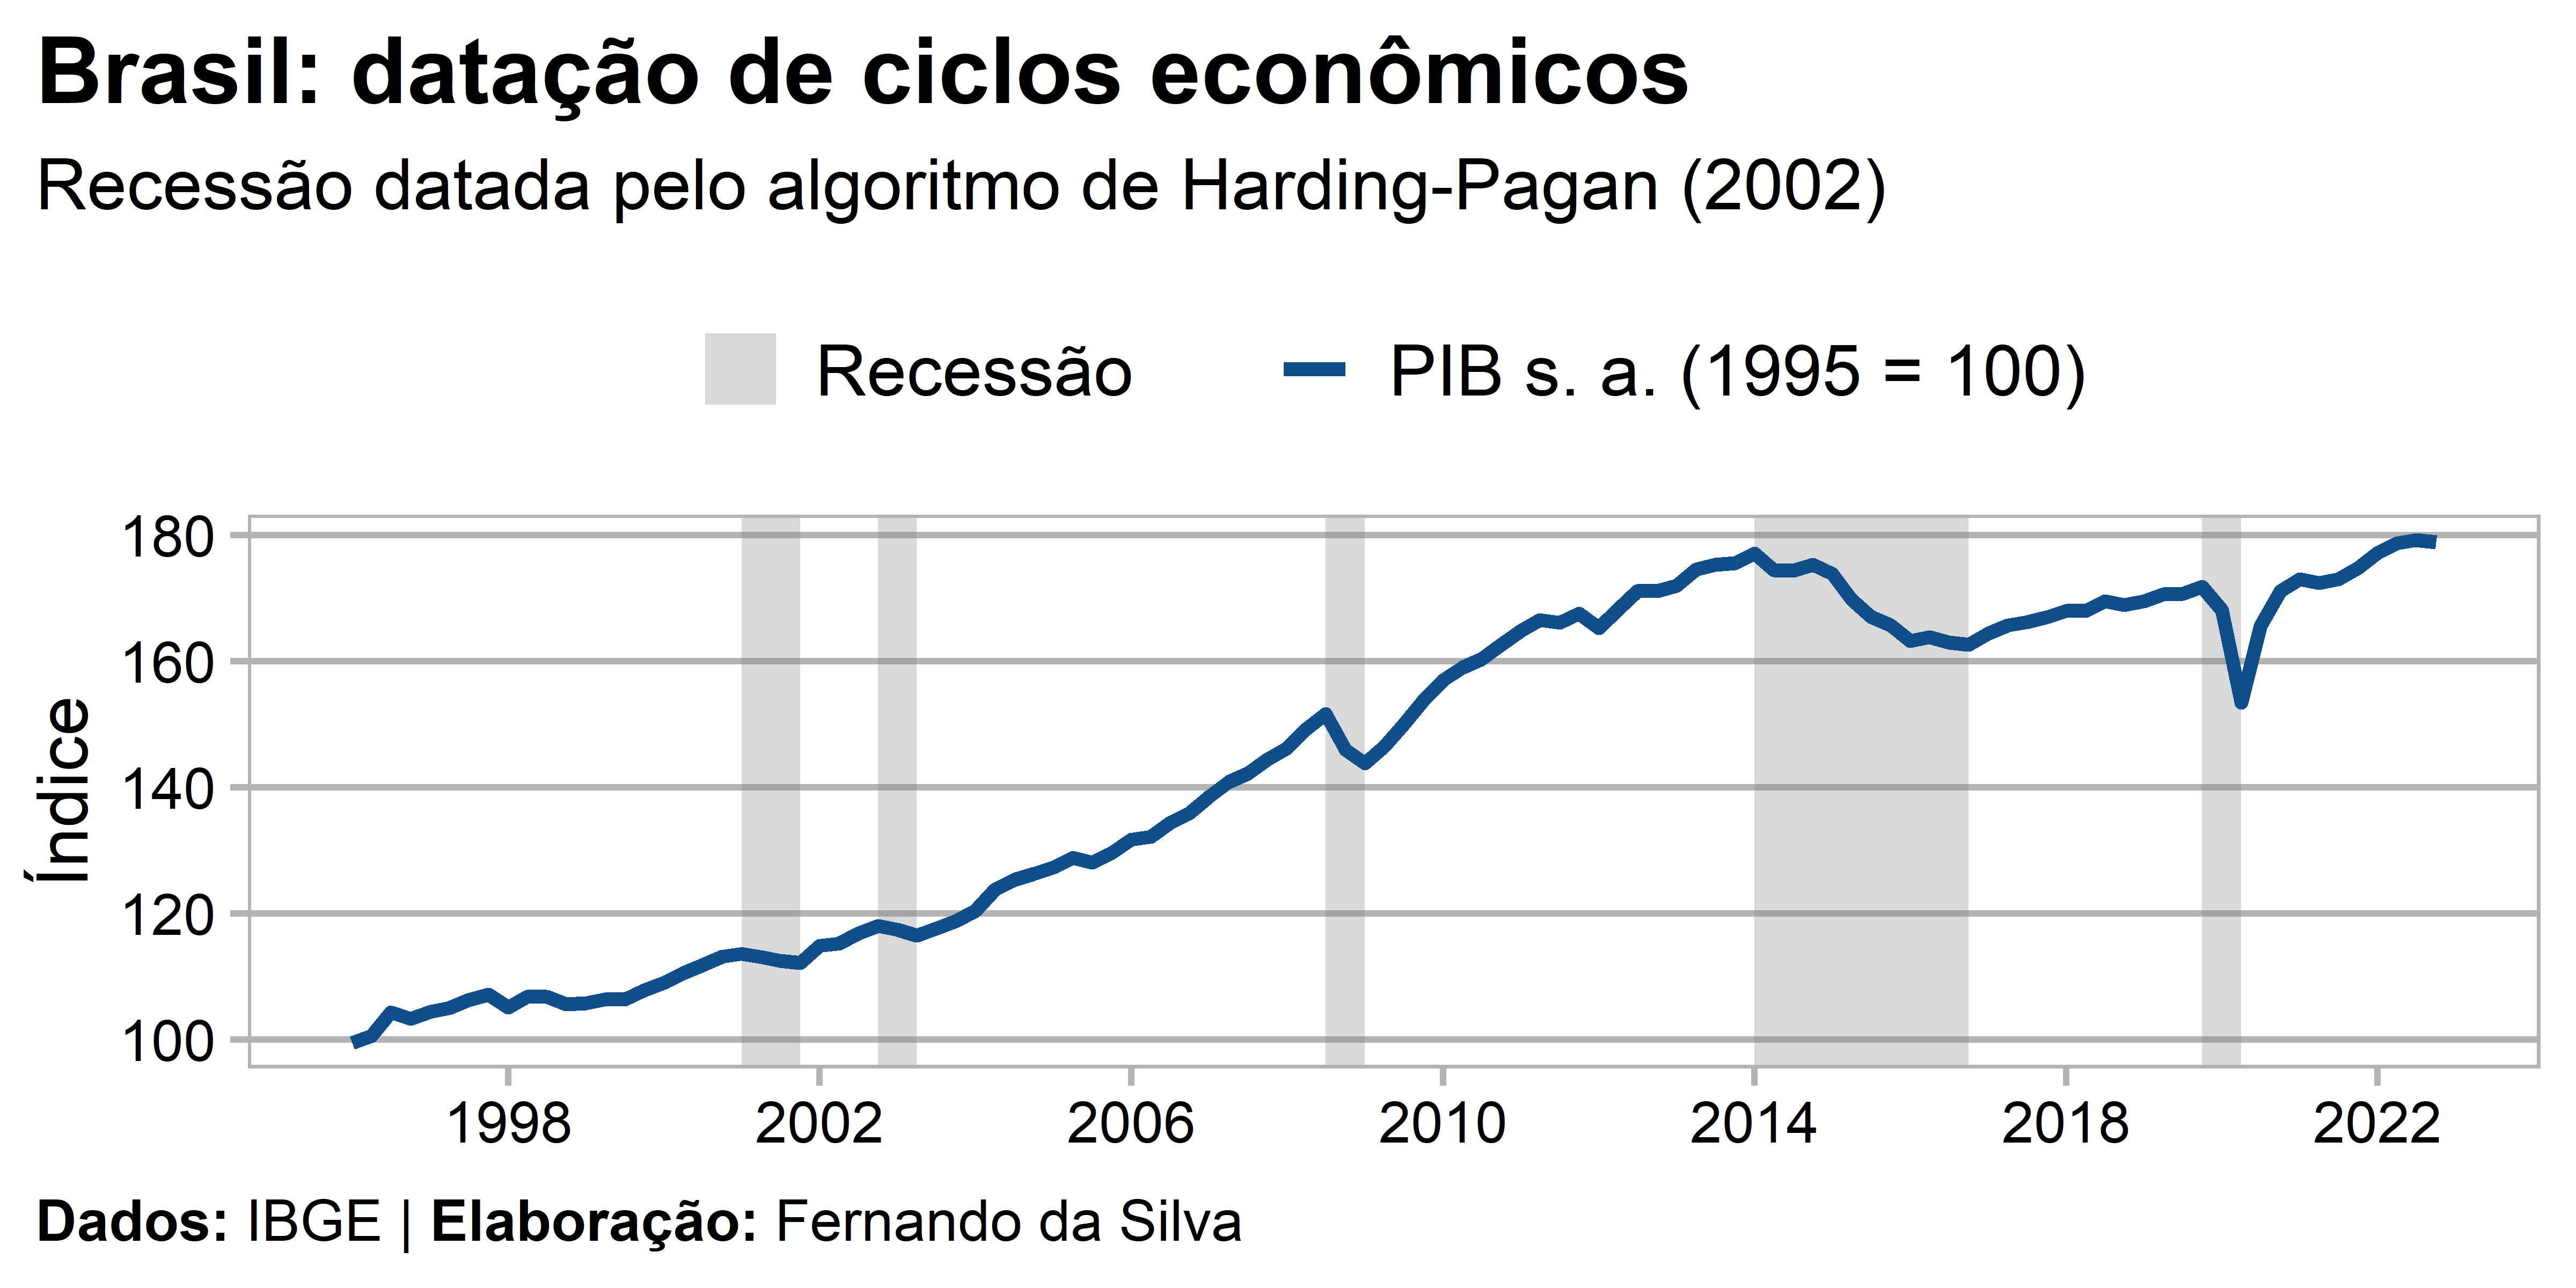 Brasil: datação de ciclos econômicos
Recessão datada pelo algoritmo de Harding-Pagan (2002)
Recessão
PIB s. a. (1995 = 100)
Índice
180
160
140
120
100
1998
2002
2006
2010
2014
2018
2022
Dados: IBGE | Elaboração: Fernando da Silva